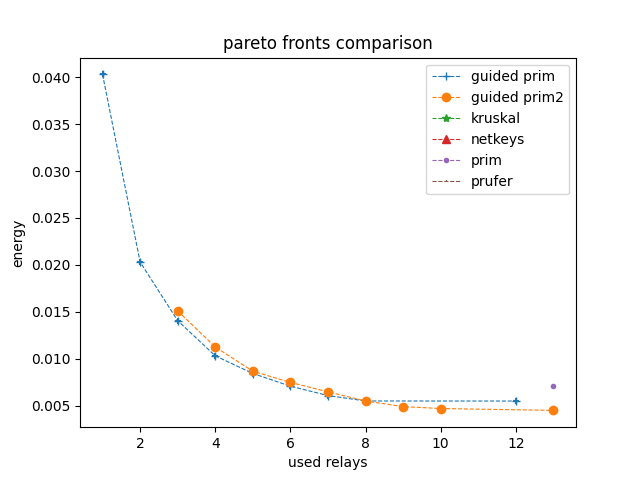 pareto fronts comparison
guided prim
guided prim2
kruskal
netkeys
prim
prufer
energy
0.040
0.035
0.030
0.025
0.020
0.015
0.010
0.005
2 4 6 8 10 12
used relays